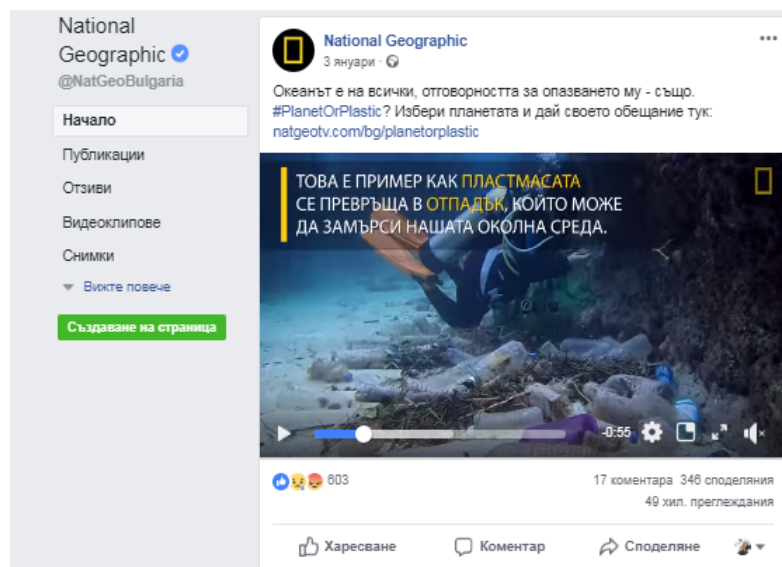 National
Geographic
@NatGeoBulgaria
Начало
Публикации
Отзиви
Видеоклипове
Снимки
Вижте повече
Създаване на страница
National Geographic
3 януари ·
Океанът е на всички, отговорността за опазването му - също.
#PlanetOrPlastic? Избери планетата и дай своето обещание тук:
natgeotv.com/bg/planetorplastic
ТОВА Е ПРИМЕР КАК ПЛАСТМАСАТА
СЕ ПРЕВРЪЩА В ОТПАДЪК, КОЙТО МОЖЕ
ДА ЗАМЪРСИ НАШАТА ОКОЛНА СРЕДА.
-0:55
603
17 коментара 346 споделяния
49 хил. преглеждания
Харесване
Коментар
Споделяне